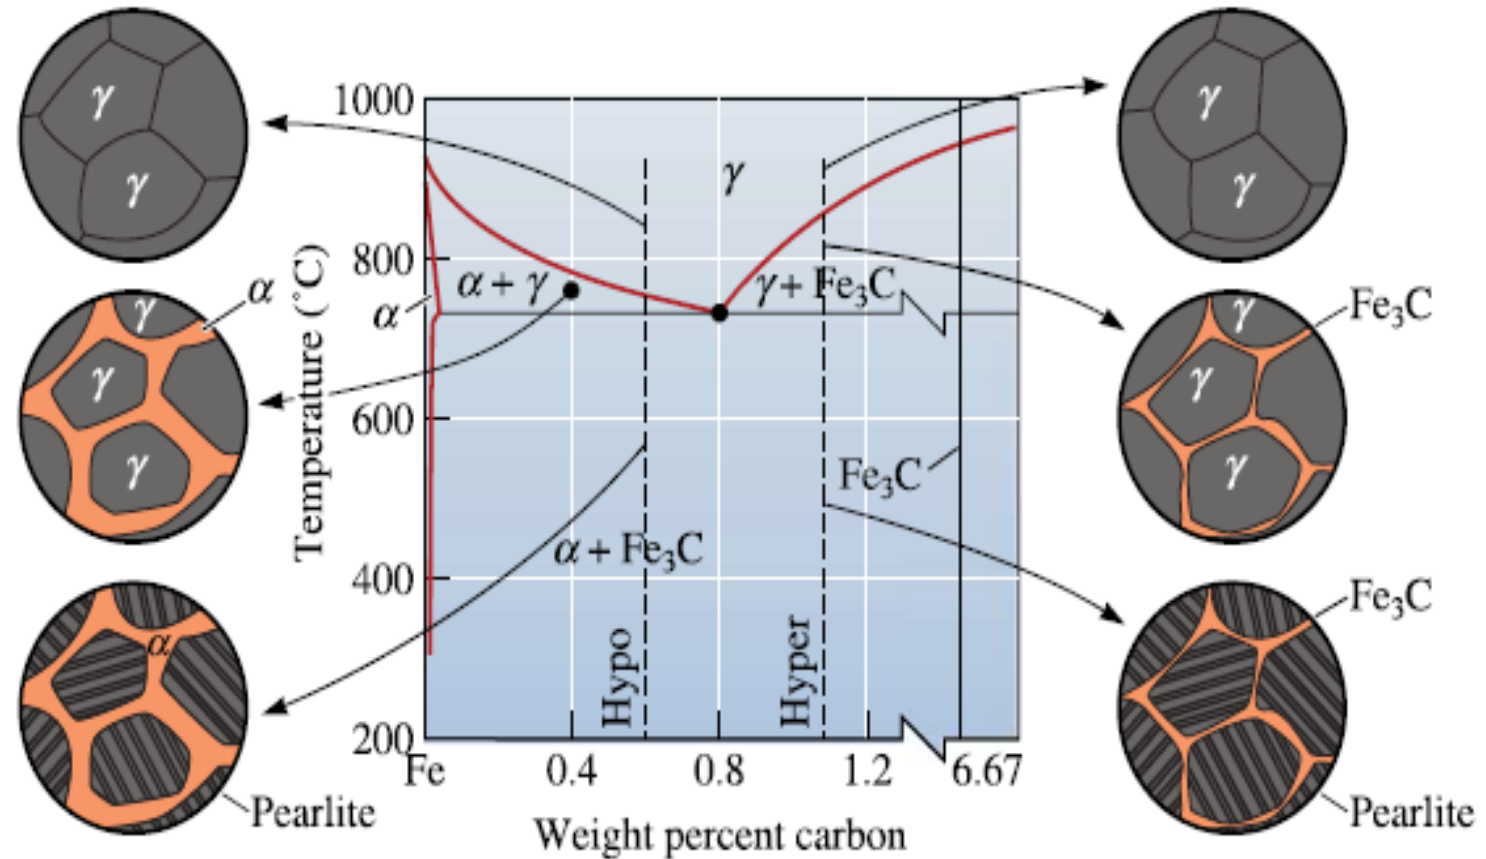 γ
γ
γ
γ
1000
γ
800
α + γ
γ + Fe₃C
α
α
γ
γ
γ
γ
γ
γ
Fe₃C
Temperature (°C)
600
Fe₃C
α + Fe₃C
400
α
Fe₃C
Hypo
Hyper
200
Fe
0.4
0.8
1.2
6.67
Pearlite
Pearlite
Weight percent carbon